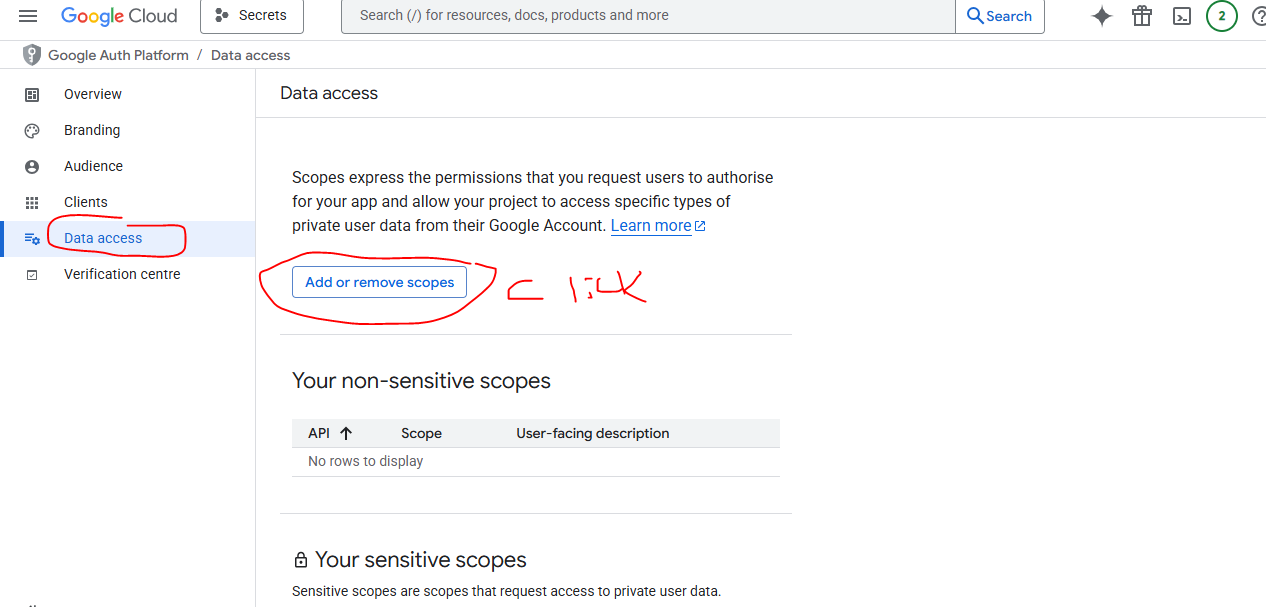 Google Cloud
Secrets
Search (/) for resources, docs, products and more
Search
2
Google Auth Platform / Data access
Overview
Branding
Audience
Clients
Data access
Verification centre
Data access
Scopes express the permissions that you request users to authorise
for your app and allow your project to access specific types of
private user data from their Google Account. Learn more
Add or remove scopes
Click
Your non-sensitive scopes
API Scope User-facing description
No rows to display
Your sensitive scopes
Sensitive scopes are scopes that request access to private user data.